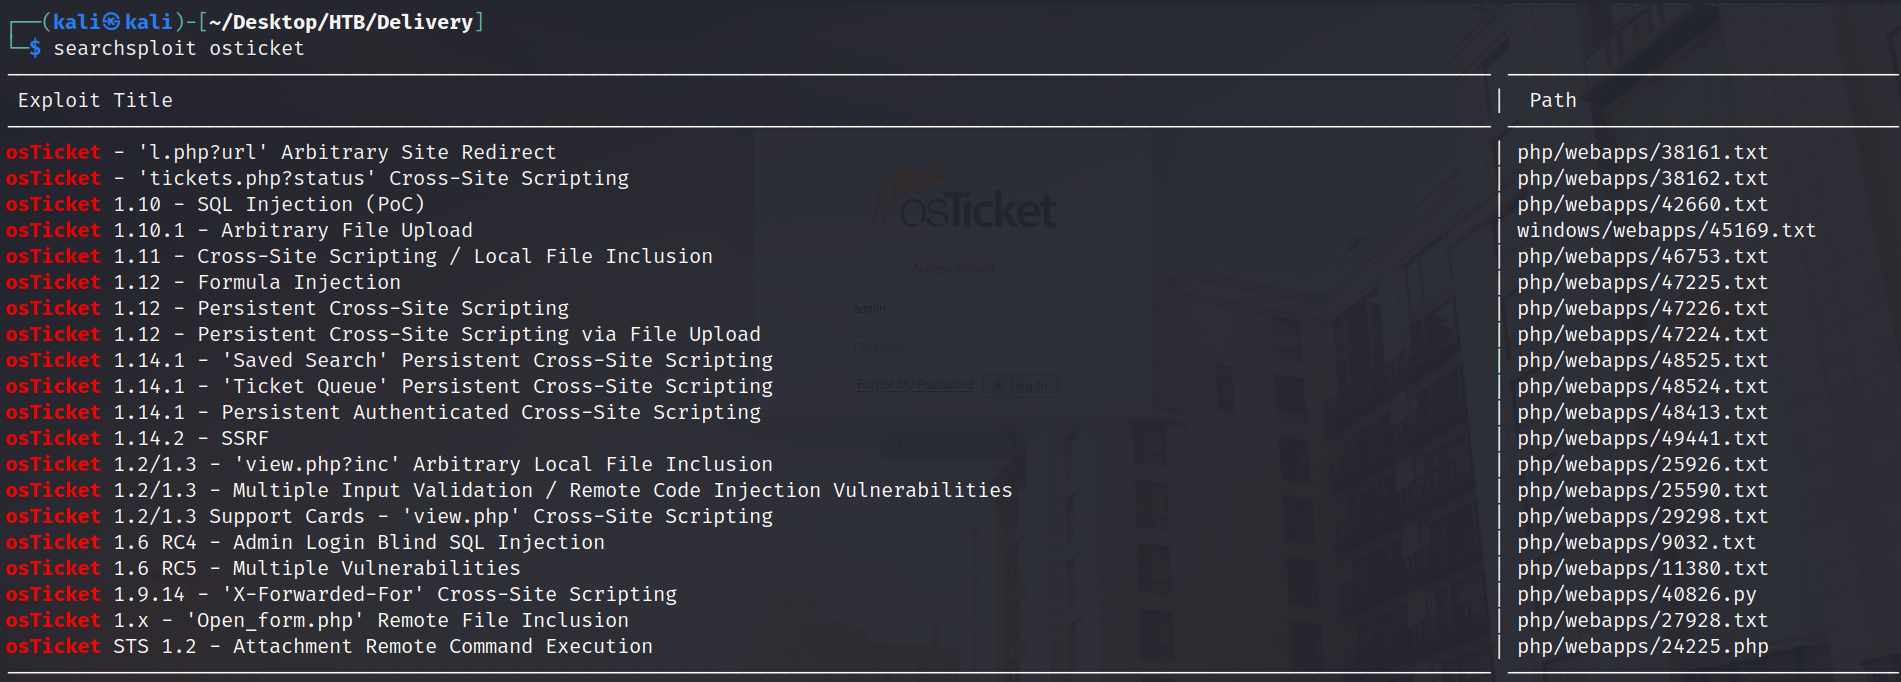 (kali㉿kali)-[~/Desktop/HTB/Delivery]
$ searchsploit osticket
Exploit Title | Path
osTicket - 'l.php?url' Arbitrary Site Redirect | php/webapps/38161.txt
osTicket - 'tickets.php?status' Cross-Site Scripting | php/webapps/38162.txt
osTicket 1.10 - SQL Injection (PoC) | php/webapps/42660.txt
osTicket 1.10.1 - Arbitrary File Upload | windows/webapps/45169.txt
osTicket 1.11 - Cross-Site Scripting / Local File Inclusion | php/webapps/46753.txt
osTicket 1.12 - Formula Injection | php/webapps/47225.txt
osTicket 1.12 - Persistent Cross-Site Scripting | php/webapps/47226.txt
osTicket 1.12 - Persistent Cross-Site Scripting via File Upload | php/webapps/47224.txt
osTicket 1.14.1 - 'Saved Search' Persistent Cross-Site Scripting | php/webapps/48525.txt
osTicket 1.14.1 - 'Ticket Queue' Persistent Cross-Site Scripting | php/webapps/48524.txt
osTicket 1.14.1 - Persistent Authenticated Cross-Site Scripting | php/webapps/48413.txt
osTicket 1.14.2 - SSRF | php/webapps/49441.txt
osTicket 1.2/1.3 - 'view.php?inc' Arbitrary Local File Inclusion | php/webapps/25926.txt
osTicket 1.2/1.3 - Multiple Input Validation / Remote Code Injection Vulnerabilities | php/webapps/25590.txt
osTicket 1.2/1.3 Support Cards - 'view.php' Cross-Site Scripting | php/webapps/29298.txt
osTicket 1.6 RC4 - Admin Login Blind SQL Injection | php/webapps/9032.txt
osTicket 1.6 RC5 - Multiple Vulnerabilities | php/webapps/11380.txt
osTicket 1.9.14 - 'X-Forwarded-For' Cross-Site Scripting | php/webapps/40826.py
osTicket 1.x - 'Open_form.php' Remote File Inclusion | php/webapps/27928.txt
osTicket STS 1.2 - Attachment Remote Command Execution | php/webapps/24225.php
osTicket
Access denied
admin
Password
Forgot My Password
Log In